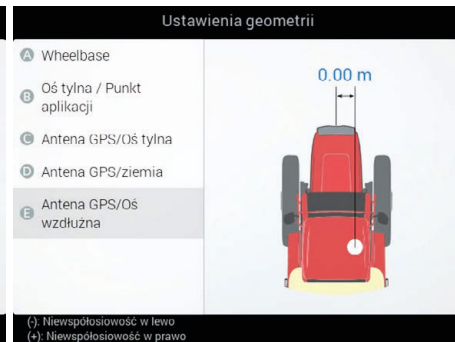 Ustawienia geometrii
A Wheelbase
B Oś tylna / Punkt
aplikacji
C Antena GPS/Oś tylna
D Antena GPS/ziemia
E Antena GPS/Oś
wzdłużna
0.00 m
(-): Niewspółosiowość w lewo
(+): Niewspółosiowość w prawo